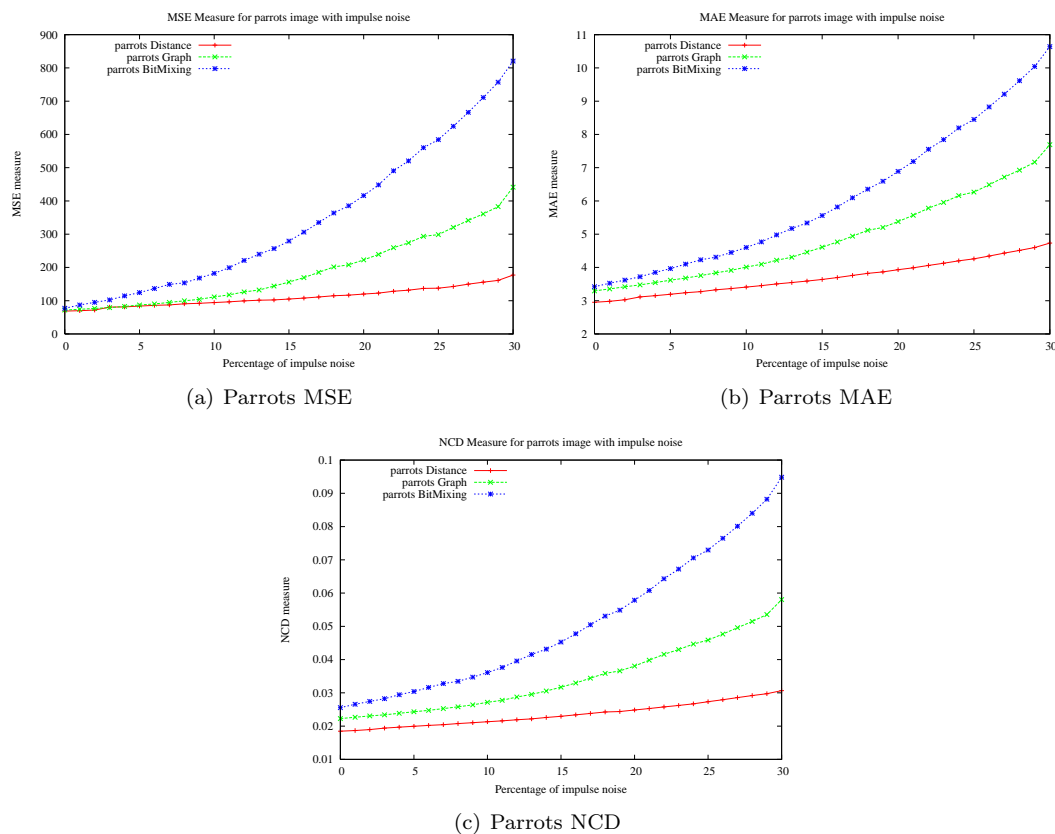 MSE Measure for parrots image with impulse noise
900
800
700
600
500
400
300
200
100
0
MSE measure
parrots Distance
parrots Graph
parrots BitMixing
0 5 10 15 20 25 30
Percentage of impulse noise
(a) Parrots MSE
MAE Measure for parrots image with impulse noise
11
10
9
8
7
6
5
4
3
2
MAE measure
parrots Distance
parrots Graph
parrots BitMixing
0 5 10 15 20 25 30
Percentage of impulse noise
(b) Parrots MAE
NCD Measure for parrots image with impulse noise
0.1
0.09
0.08
0.07
0.06
0.05
0.04
0.03
0.02
0.01
NCD measure
parrots Distance
parrots Graph
parrots BitMixing
0 5 10 15 20 25 30
Percentage of impulse noise
(c) Parrots NCD